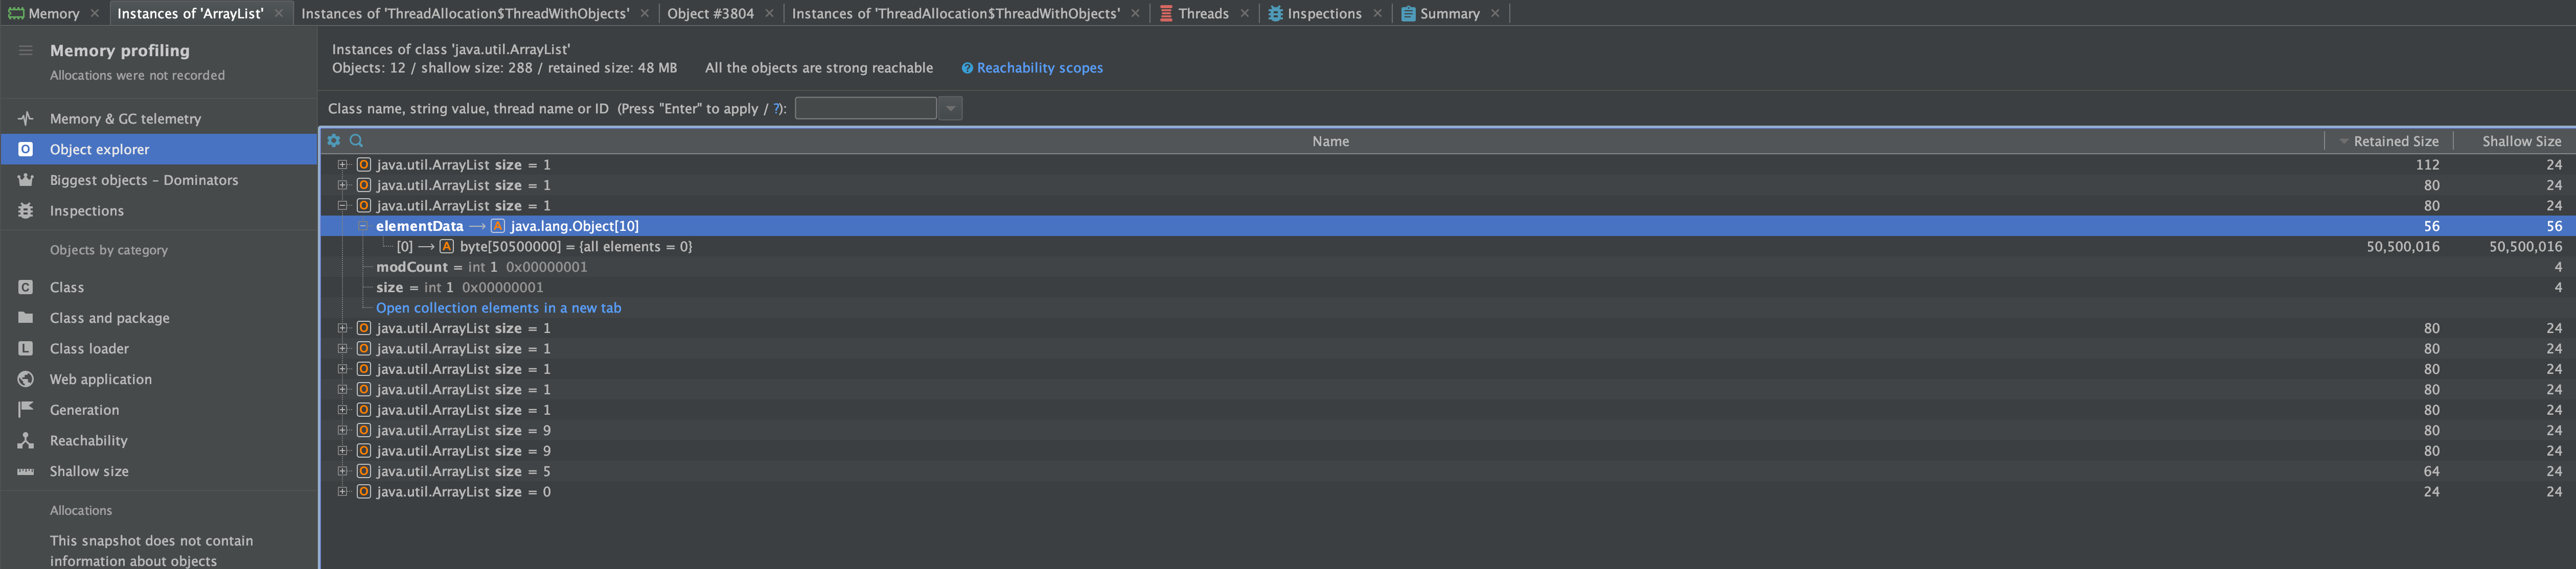 Memory Instances of 'ArrayList' Instances of 'ThreadAllocation$ThreadWithObjects' Object #3804 Instances of 'ThreadAllocation$ThreadWithObjects' Threads Inspections Summary
Memory profiling
Allocations were not recorded
Memory & GC telemetry
Object explorer
Biggest objects – Dominators
Inspections
Objects by category
Class
Class and package
Class loader
Web application
Generation
Reachability
Shallow size
Allocations
This snapshot does not contain
information about objects
Instances of class 'java.util.ArrayList'
Objects: 12 / shallow size: 288 / retained size: 48 MB All the objects are strong reachable ? Reachability scopes
Class name, string value, thread name or ID (Press "Enter" to apply / ?):
Name Retained Size Shallow Size
java.util.ArrayList size = 1 112 24
java.util.ArrayList size = 1 80 24
java.util.ArrayList size = 1 80 24
elementData → A java.lang.Object[10] 56 56
[0] → A byte[50500000] = {all elements = 0} 50,500,016 50,500,016
modCount = int 1 0x00000001 4
size = int 1 0x00000001 4
Open collection elements in a new tab
java.util.ArrayList size = 1 80 24
java.util.ArrayList size = 1 80 24
java.util.ArrayList size = 1 80 24
java.util.ArrayList size = 1 80 24
java.util.ArrayList size = 1 80 24
java.util.ArrayList size = 9 80 24
java.util.ArrayList size = 9 80 24
java.util.ArrayList size = 5 64 24
java.util.ArrayList size = 0 24 24